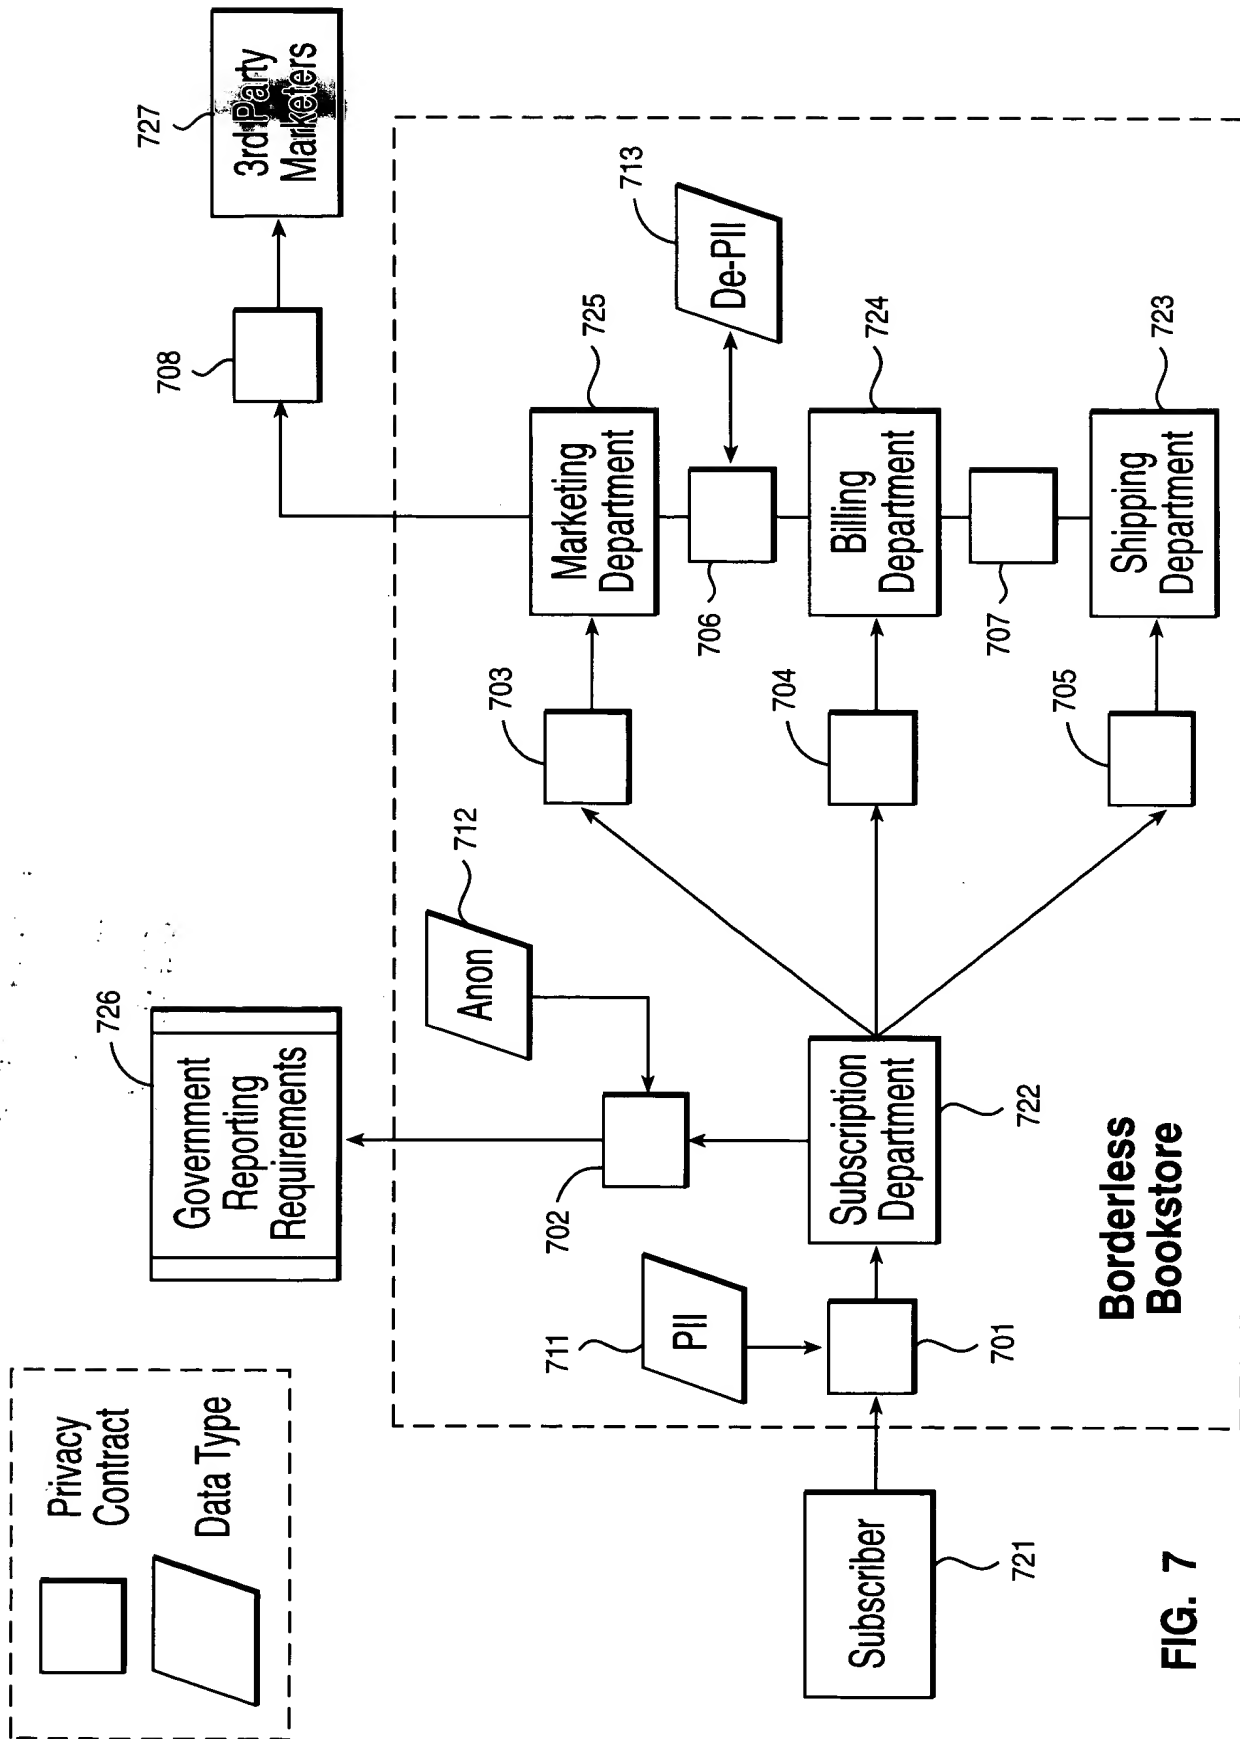 Privacy
Contract
Data Type
726
Government
Reporting
Requirements
708
727
3rd Party
Marketers
712
Anon
702
703
Marketing
Department
725
713
De-PII
706
711
PII
Subscriber
721
701
Subscription
Department
722
704
Billing
Department
724
707
705
Shipping
Department
723
Borderless
Bookstore
FIG. 7